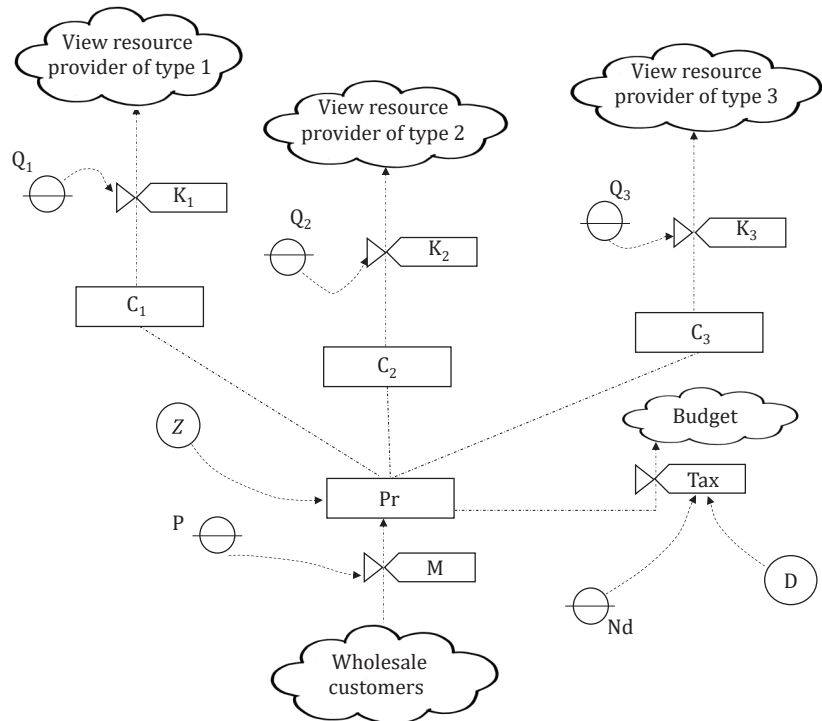 View resource
provider of type 1
View resource
provider of type 2
View resource
provider of type 3
Q₁
K₁
Q₂
K₂
Q₃
K₃
C₁
C₂
C₃
Z
Budget
Pr
Tax
P
M
D
Nd
Wholesale
customers